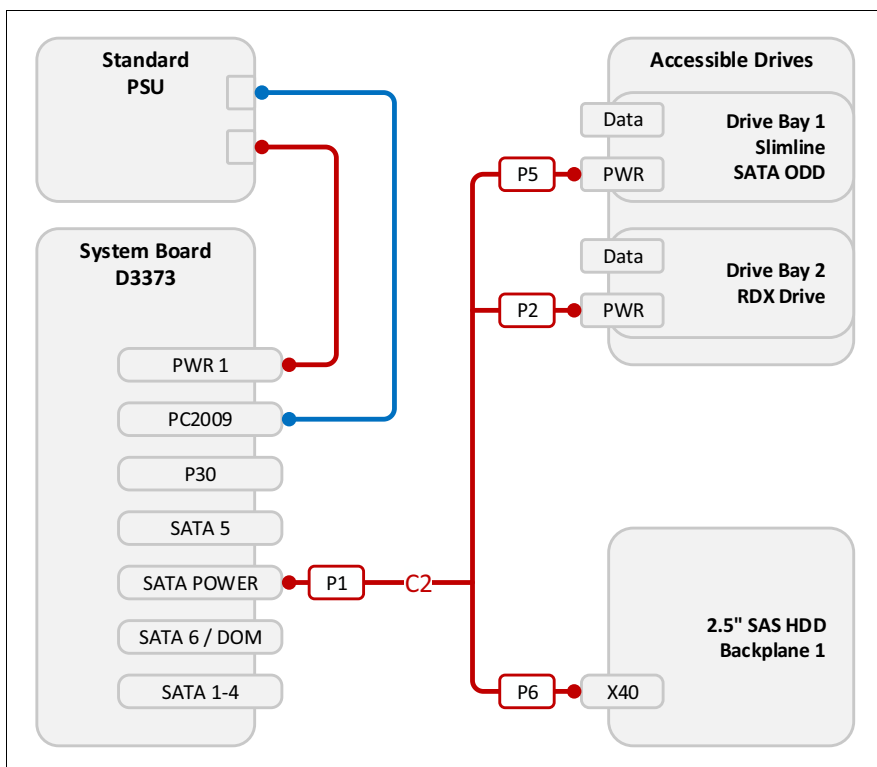 Standard
PSU
System Board
D3373
PWR 1
PC2009
P30
SATA 5
SATA POWER
SATA 6 / DOM
SATA 1-4
P1
C2
P5
P2
P6
Accessible Drives
Data
PWR
Drive Bay 1
Slimline
SATA ODD
Data
PWR
Drive Bay 2
RDX Drive
X40
2.5" SAS HDD
Backplane 1